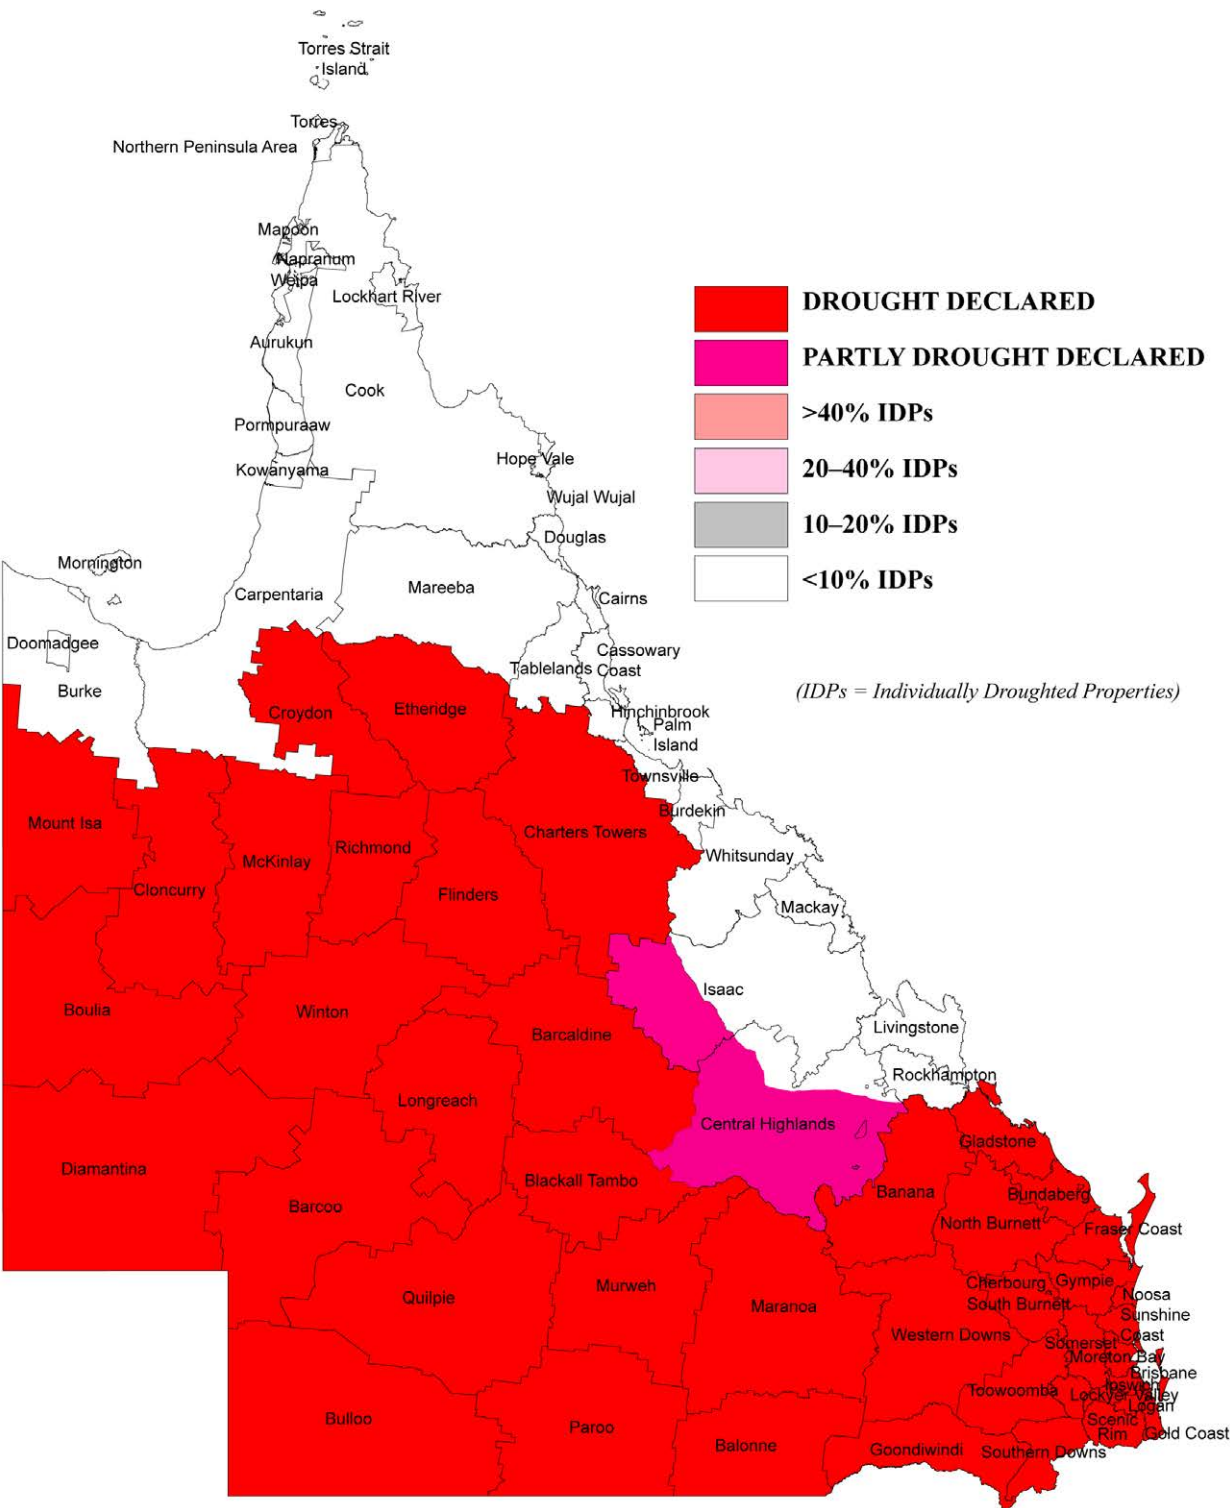 Torres Strait
Island
Torres
Northern Peninsula Area
Mapoon
Napranum
Weipa
Lockhart River
Aurukun
Cook
Pormpuraaw
Kowanyama
Hope Vale
Wujal Wujal
Douglas
Mornington
Carpentaria
Mareeba
Cairns
Doomadgee
Burke
Tablelands
Cassowary
Coast
Croydon
Etheridge
Hinchinbrook
Palm
Island
Townsville
Burdekin
Mount Isa
Cloncurry
McKinlay
Richmond
Flinders
Charters Towers
Whitsunday
Mackay
Boulia
Winton
Barcaldine
Isaac
Livingstone
Rockhampton
Longreach
Central Highlands
Gladstone
Diamantina
Barcoo
Blackall Tambo
Banana
Bundaberg
North Burnett
Fraser Coast
Quilpie
Murweh
Maranoa
Cherbourg
Gympie
South Burnett
Noosa
Sunshine
Coast
Western Downs
Somerset
Moreton Bay
Brisbane
Ipswich
Toowoomba
Lockyer Valley
Logan
Scenic
Rim
Gold Coast
Bulloo
Paroo
Balonne
Goondiwindi
Southern Downs
DROUGHT DECLARED
PARTLY DROUGHT DECLARED
>40% IDPs
20–40% IDPs
10–20% IDPs
<10% IDPs
(IDPs = Individually Droughted Properties)